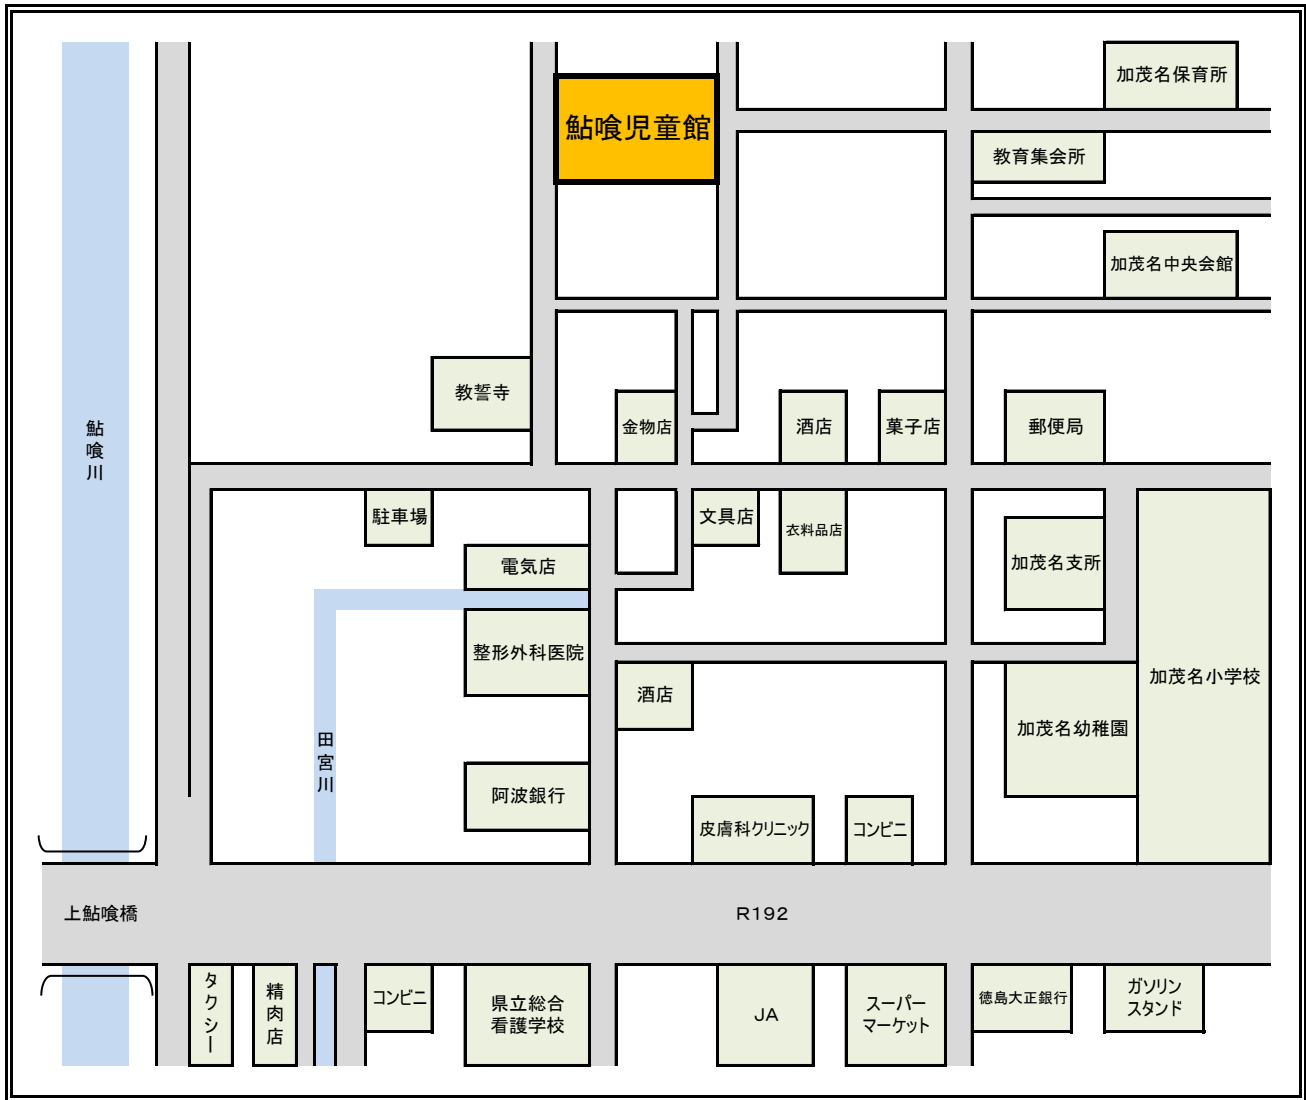 加茂名保育所
鮎喰児童館
教育集会所
加茂名中央会館
教誓寺
金物店
酒店
菓子店
郵便局
鮎喰川
駐車場
文具店
衣料品店
電気店
加茂名支所
整形外科医院
酒店
加茂名小学校
加茂名幼稚園
田宮川
阿波銀行
皮膚科クリニック
コンビニ
上鮎喰橋
R192
タクシー
精肉店
コンビニ
県立総合
看護学校
JA
スーパー
マーケット
徳島大正銀行
ガソリン
スタンド